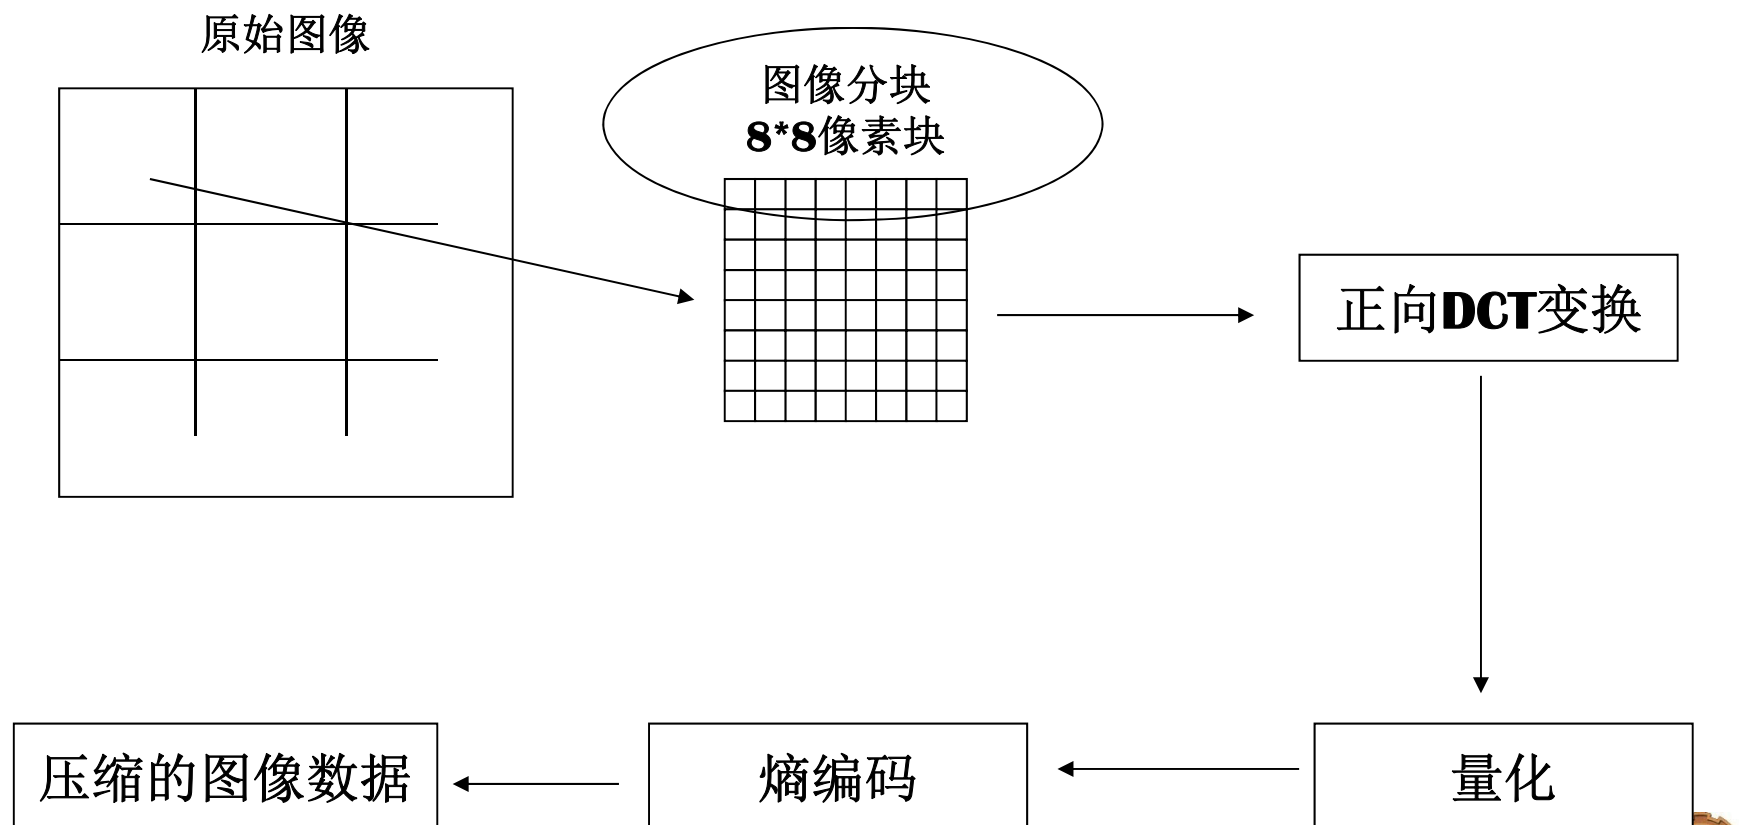 原始图像
图像分块
8*8像素块
正向DCT变换
压缩的图像数据
熵编码
量化